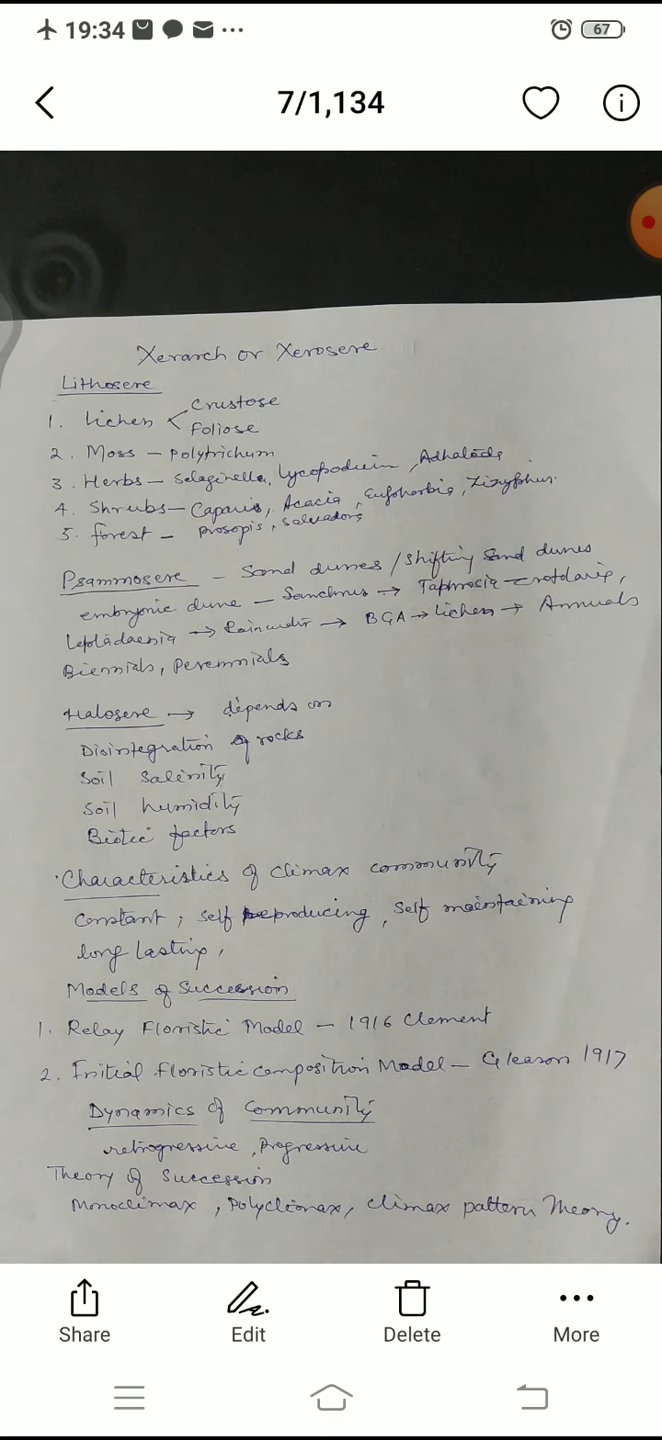 19:34
67
7/1,134
Xerarch or Xerosere
Lithosere
1. Lichen < Crustose
Foliose
2. Moss - Polytrichum
3. Herbs - Selaginella, Lycopodium, Adhatoda
4. Shrubs - Capparis, Acacia, Euphorbia, Zizyphus.
5. forest - Prosopis, Salvadora
Psammosere - Sand dunes / Shifting Sand dunes
embryonic dune - → Tephrosia - crotolaria,
Leptadaenia → → BGA → Lichen → Annuals
Biennials, Perennials
Halosere → depends on
Disintegration of rocks
Soil Salinity
Soil humidity
Biotic factors
Characteristics of climax community
Constant, Self reproducing, Self maintaining
long lasting,
Models of Succession
1. Relay Floristic Model - 1916 Clement
2. Initial floristic composition Model - Gleason 1917
Dynamics of Community
retrogressive, Progressive
Theory of Succession
Monoclimax, Polyclimax, climax pattern Theory.
Share
Edit
Delete
More